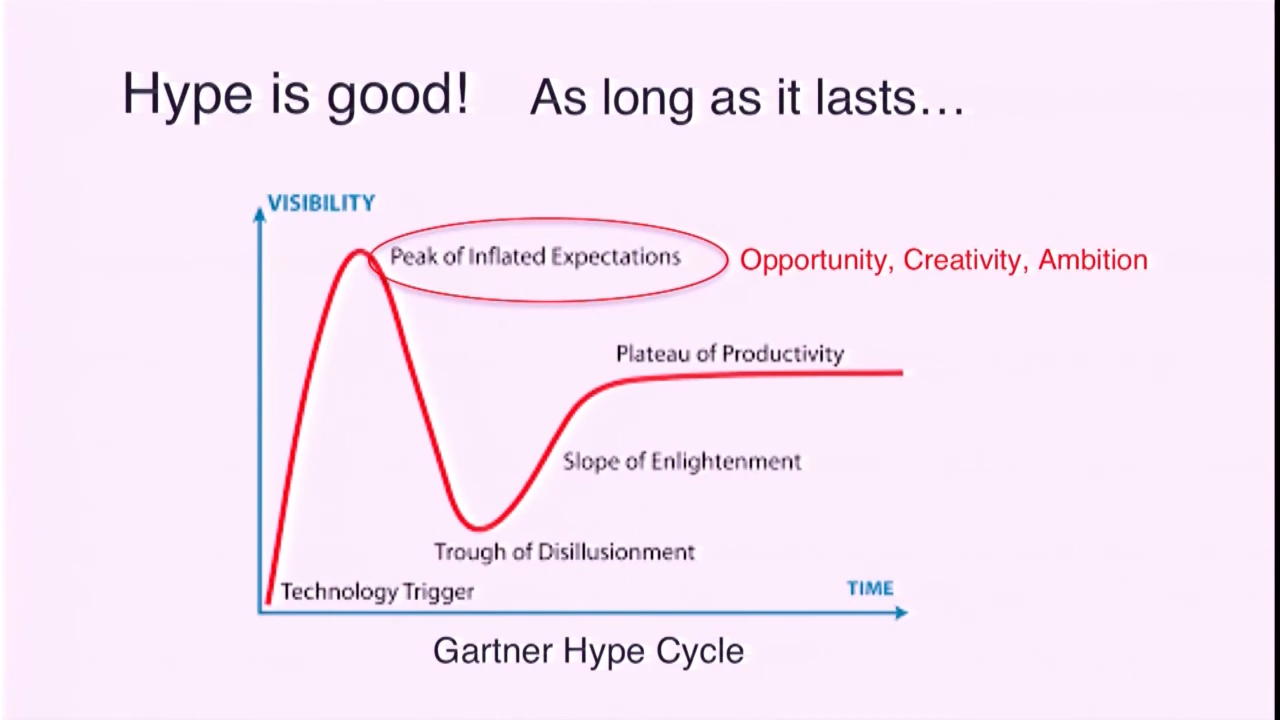 Hype is good! As long as it lasts...
VISIBILITY
Peak of Inflated Expectations Opportunity, Creativity, Ambition
Plateau of Productivity
Slope of Enlightenment
Trough of Disillusionment
Technology Trigger
TIME
Gartner Hype Cycle